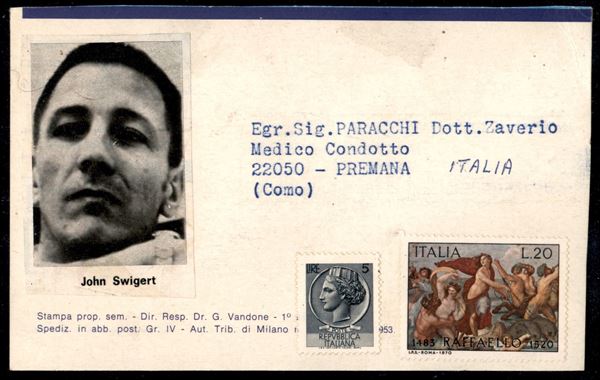 Egr.Sig.PARACCHI Dott.Zaverio
Medico Condotto
22050 - PREMANA ITALIA
(Como)
John Swigert
LIRE 5
POSTE
REPVBBLICA
ITALIANA
ITALIA L.20
1483 RAFFAELLO 1520
I.P.S.-ROMA-1970
Stampa prop. sem. - Dir. Resp. Dr. G. Vandone - 1°
Spediz. in abb. post. Gr. IV - Aut. Trib. di Milano 953.